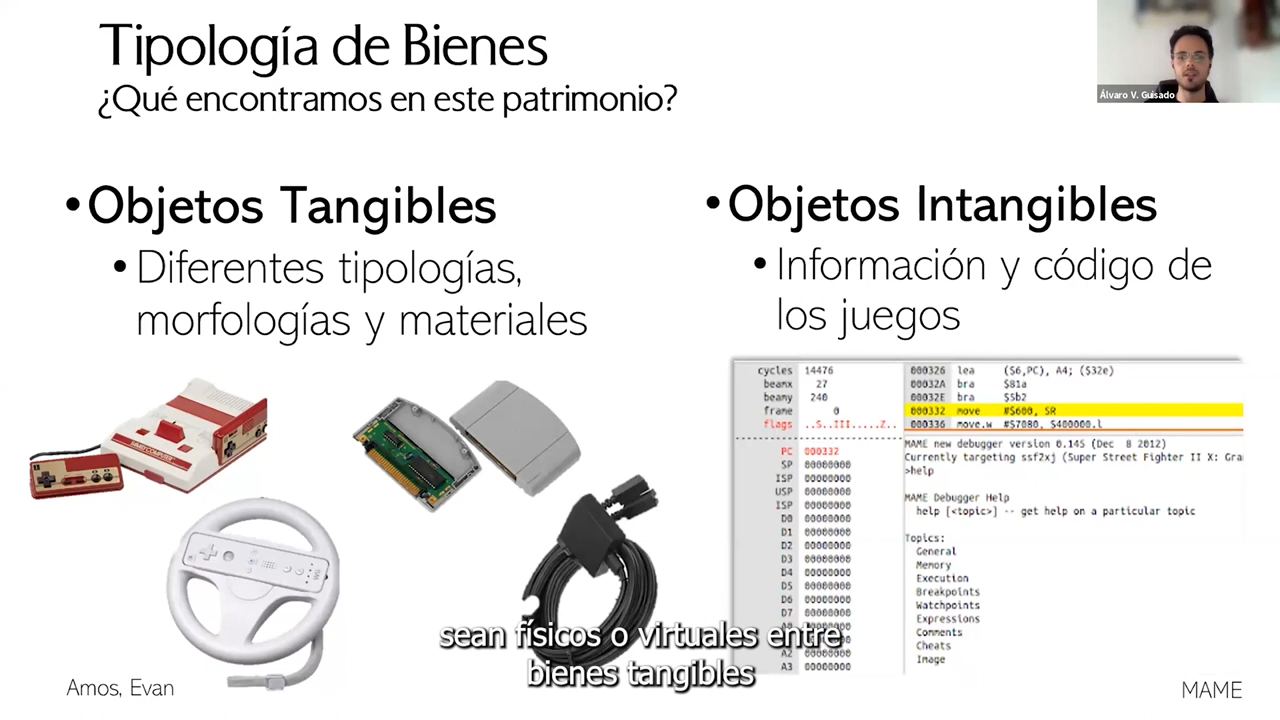 Tipología de Bienes
¿Qué encontramos en este patrimonio?
Álvaro V. Guisado
•Objetos Tangibles
•Diferentes tipologías,
morfologías y materiales
•Objetos Intangibles
•Información y código de
los juegos
cycles 14476
beamx 27
beamy 240
frame 0
flags ..S..III.....Z..
PC 000332
SP 00000000
ISP 00000000
USP 00000000
ISP 00000000
D0 00000000
D1 00000000
D2 00000000
D3 00000000
D4 00000000
D5 00000000
D6 00000000
D7 00000000
A2 00000000
A3 00000000
000326 lea ($6,PC), A4; ($32e)
00032A bra $81a
00032E bra $5b2
000332 move #$600, SR
000336 move.w #$7080, $400000.l
MAME new debugger version 0.145 (Dec 8 2012)
Currently targeting ssf2xj (Super Street Fighter II X: Gra
>help
MAME Debugger Help
help [<topic>] -- get help on a particular topic
Topics:
General
Memory
Execution
Breakpoints
Watchpoints
Expressions
Comments
Cheats
Image
sean físicos o virtuales entre
bienes tangibles
Amos, Evan
MAME